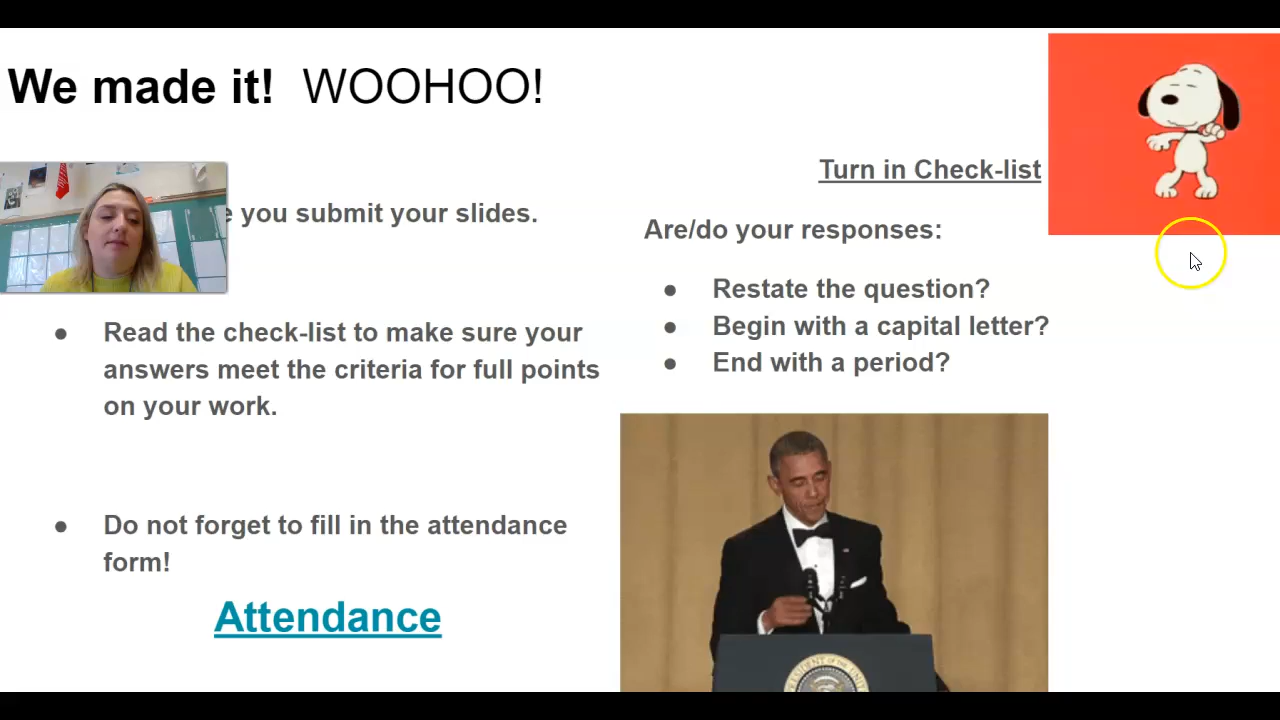 We made it! WOOHOO!
you submit your slides.
Read the check-list to make sure your
answers meet the criteria for full points
on your work.
Do not forget to fill in the attendance
form!
Attendance
Turn in Check-list
Are/do your responses:
Restate the question?
Begin with a capital letter?
End with a period?